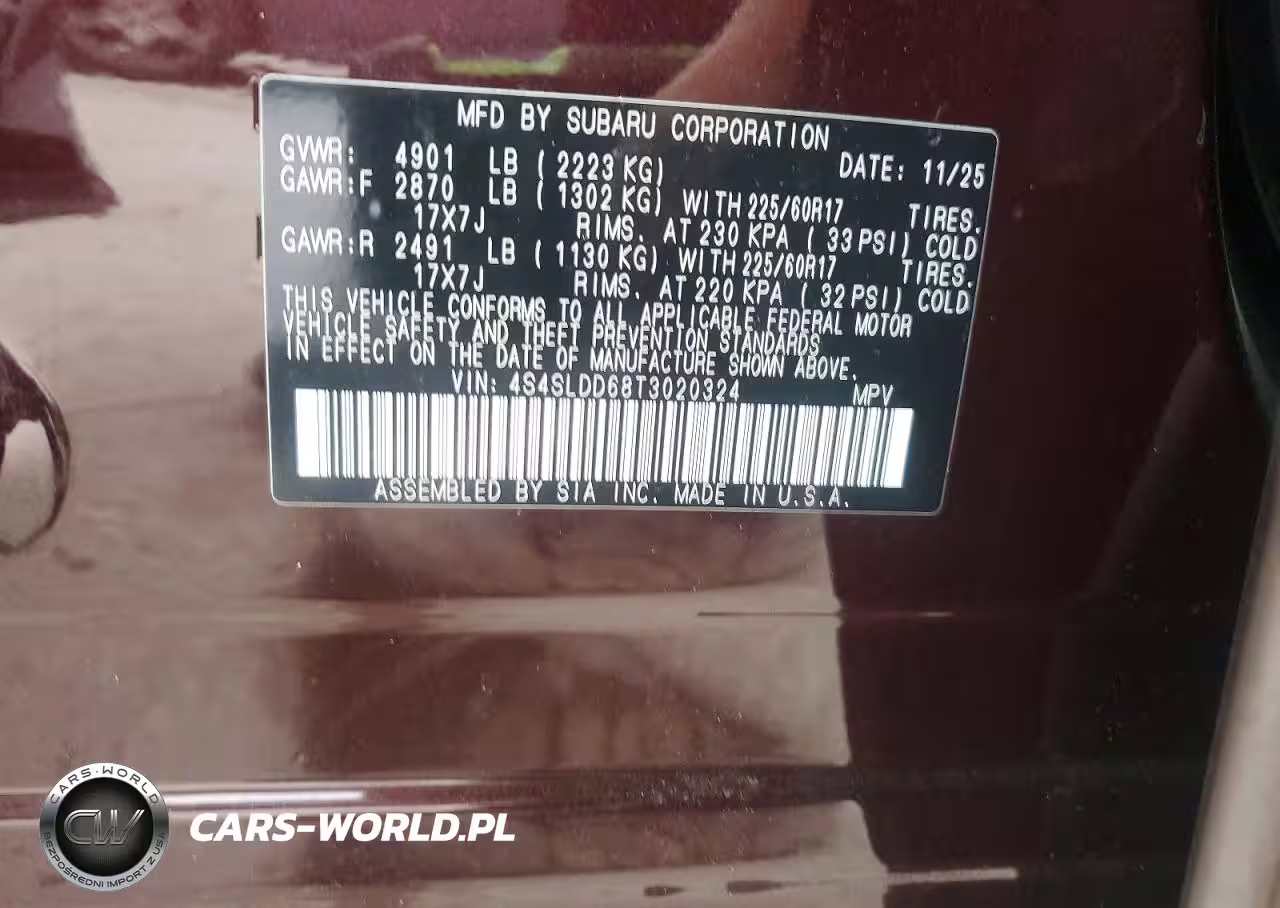 MFD BY SUBARU CORPORATION
GVWR: 4901 LB ( 2223 KG) DATE: 11/25
GAWR:F 2870 LB ( 1302 KG) WITH 225/60R17 TIRES.
17X7J RIMS. AT 230 KPA ( 33 PSI) COLD
GAWR:R 2491 LB ( 1130 KG) WITH 225/60R17 TIRES.
17X7J RIMS. AT 220 KPA ( 32 PSI) COLD
THIS VEHICLE CONFORMS TO ALL APPLICABLE FEDERAL MOTOR
VEHICLE SAFETY AND THEFT PREVENTION STANDARDS
IN EFFECT ON THE DATE OF MANUFACTURE SHOWN ABOVE.
VIN: 4S4SLDD68T3020324 MPV
ASSEMBLED BY SIA INC. MADE IN U.S.A.
CARS-WORLD
CW
BEZPOŚREDNI IMPORT Z USA
CARS-WORLD.PL